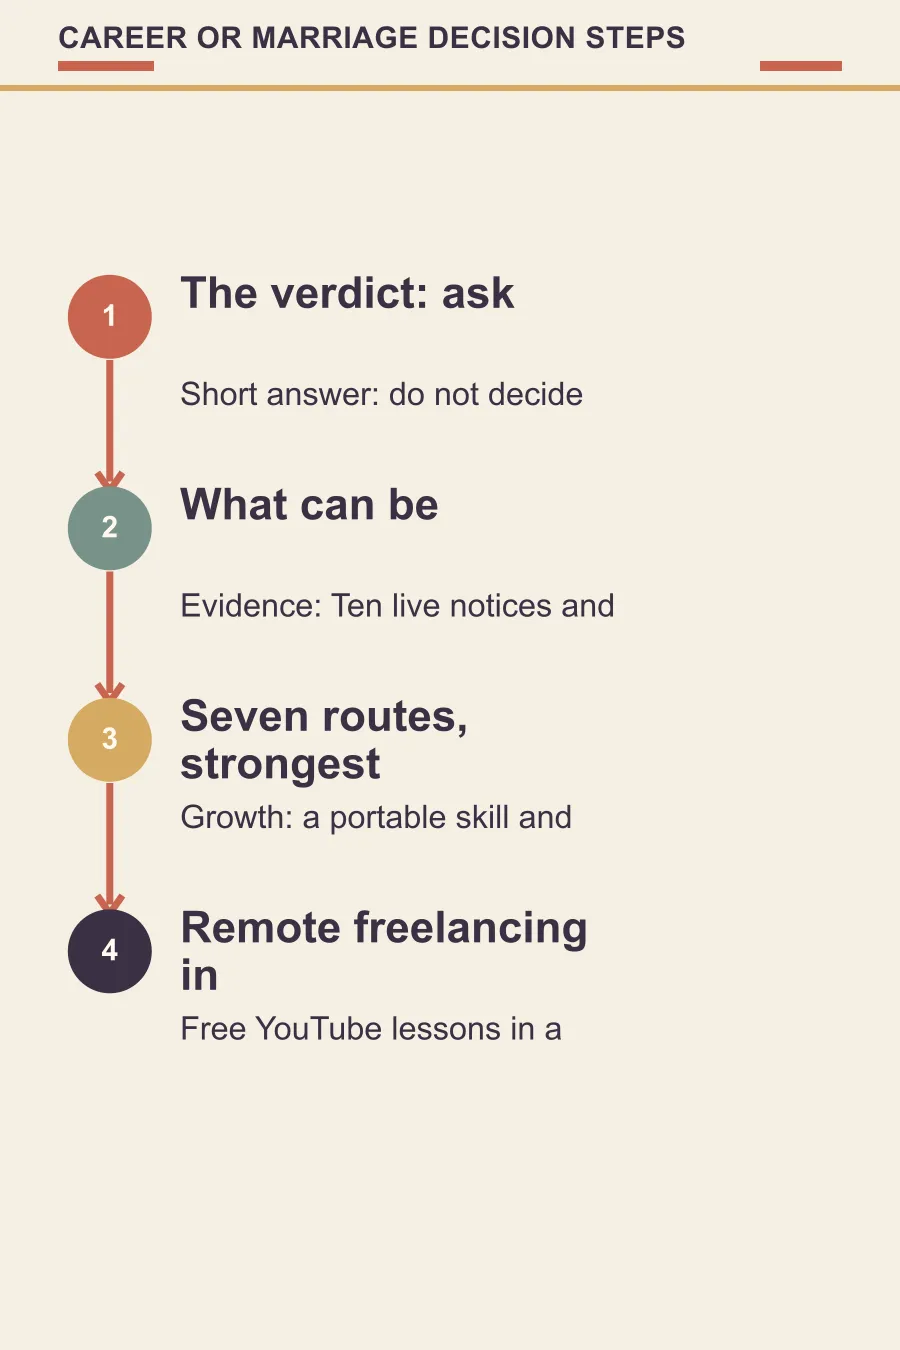 CAREER OR MARRIAGE DECISION STEPS
1
The verdict: ask
Short answer: do not decide
2
What can be
Evidence: Ten live notices and
3
Seven routes,
strongest
Growth: a portable skill and
4
Remote freelancing
in
Free YouTube lessons in a